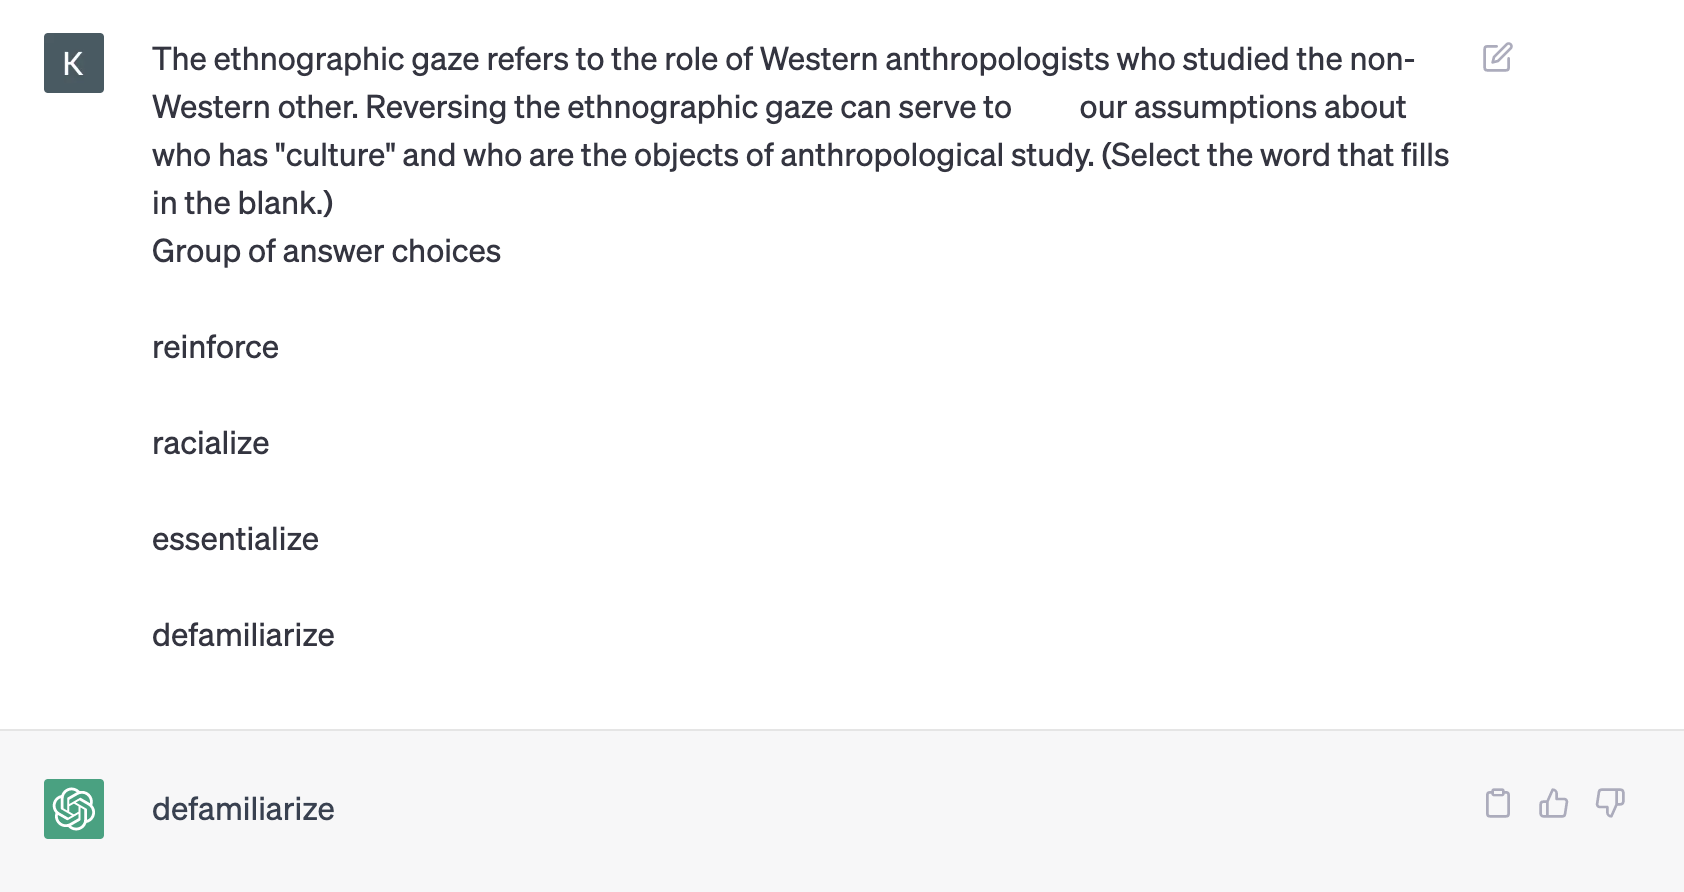 K
The ethnographic gaze refers to the role of Western anthropologists who studied the non-
Western other. Reversing the ethnographic gaze can serve to our assumptions about
who has "culture" and who are the objects of anthropological study. (Select the word that fills
in the blank.)
Group of answer choices
reinforce
racialize
essentialize
defamiliarize
defamiliarize